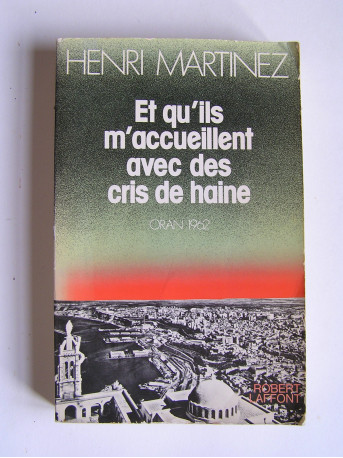 HENRI MARTINEZ
Et qu'ils
m'accueillent
avec des
cris de haine
ORAN 1962
ROBERT
LAFFONT